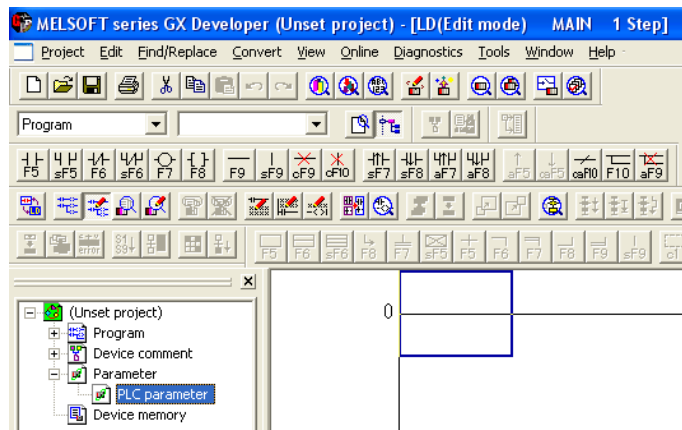 MELSOFT series GX Developer (Unset project) - [LD(Edit mode) MAIN 1 Step]
Project Edit Find/Replace Convert View Online Diagnostics Tools Window Help
Program
F5 sF5 F6 sF6 F7 F8 F9 sF9 cF9 cF10 sF7 sF8 aF7 aF8 aF5 caF5 caF10 F10 aF9
error
F5 F6 sF6 F8 F7 sF5 F5 F6 F7 F8 F9 sF9
0
(Unset project)
Program
Device comment
Parameter
PLC parameter
Device memory